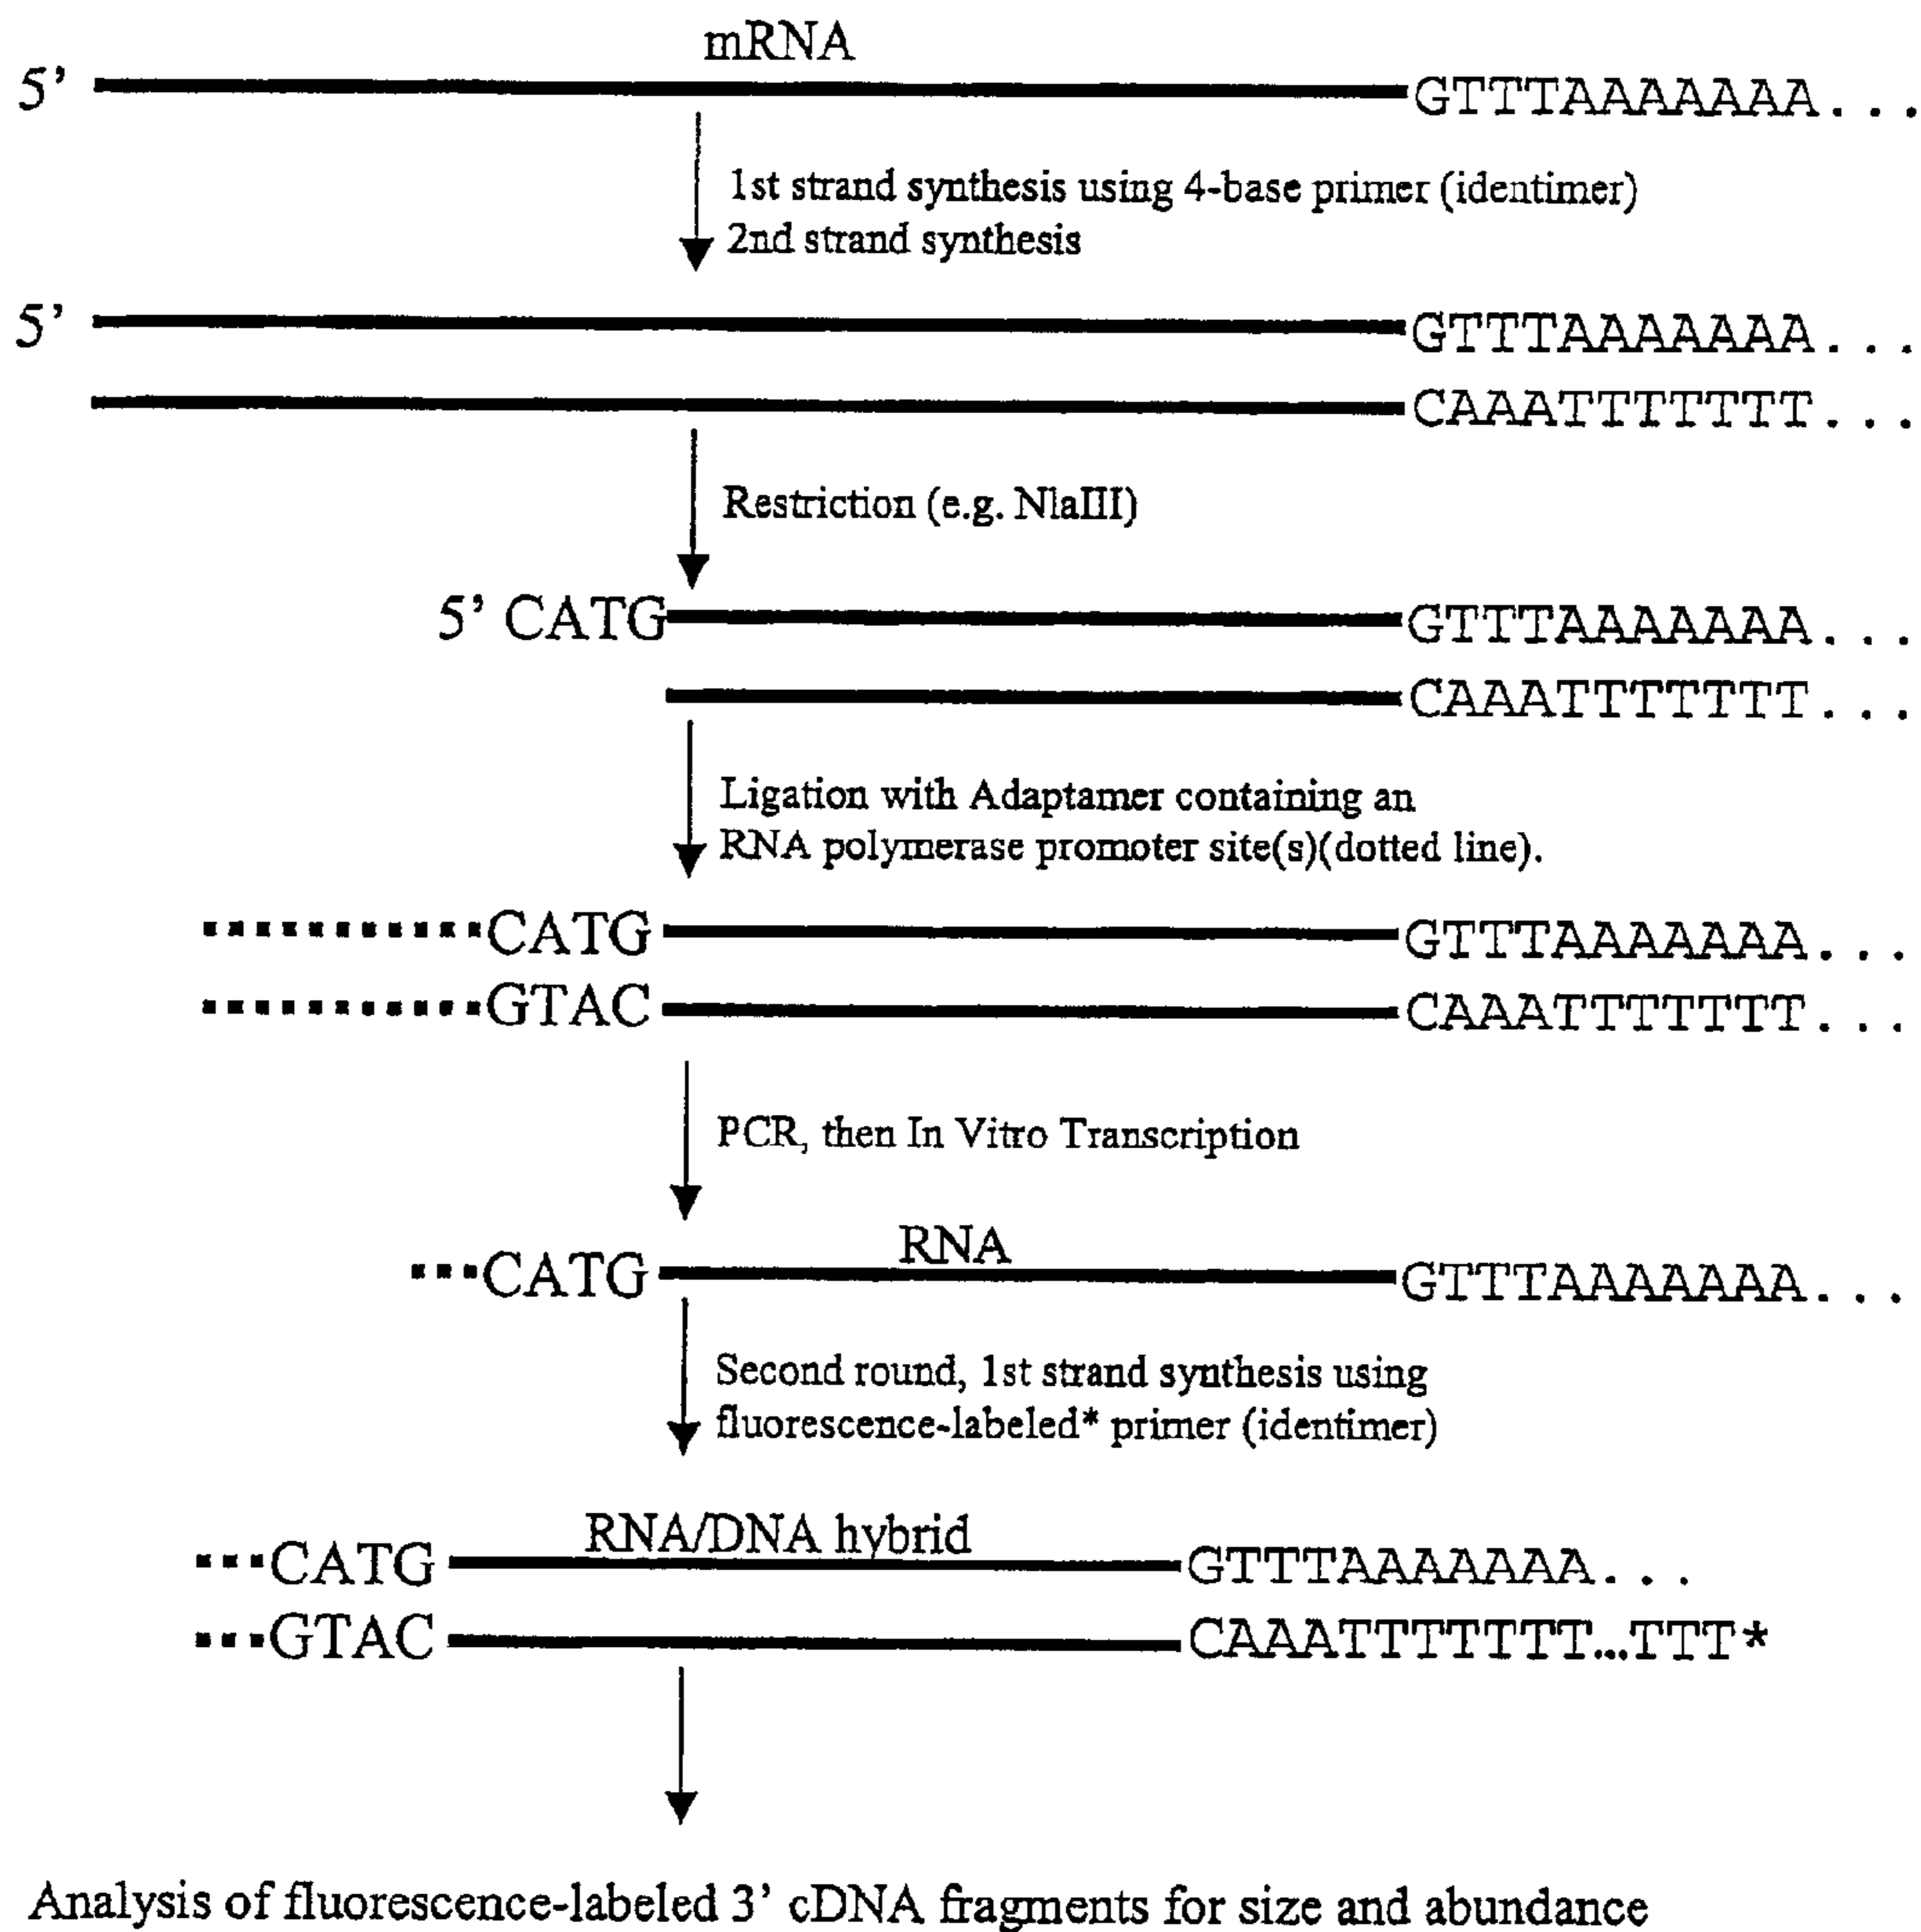 mRNA
5’ GTTTAAAAAAA...
1st strand synthesis using 4-base primer (identimer)
2nd strand synthesis
5’ GTTTAAAAAAA...
CAAATTTTTTT...
Restriction (e.g. NlaIII)
5’ CATG GTTTAAAAAAA...
CAAATTTTTTT...
Ligation with Adaptamer containing an
RNA polymerase promoter site(s)(dotted line).
CATG GTTTAAAAAAA...
GTAC CAAATTTTTTT...
PCR, then In Vitro Transcription
RNA
CATG GTTTAAAAAAA...
Second round, 1st strand synthesis using
fluorescence-labeled* primer (identimer)
RNA/DNA hybrid
CATG GTTTAAAAAAA...
GTAC CAAATTTTTTT...TTT*
Analysis of fluorescence-labeled 3’ cDNA fragments for size and abundance